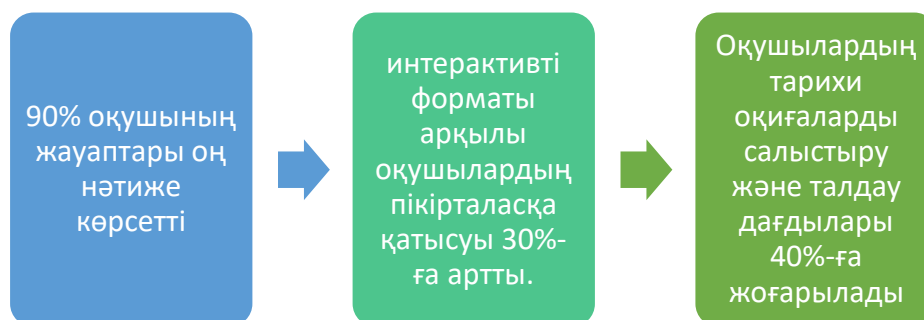 90% оқушының
жауаптары оң
нәтиже
көрсетті
интерактивті
форматы
арқылы
оқушылардың
пікірталасқа
қатысуы 30%-
ға артты.
Оқушылардың
тарихи
оқиғаларды
салыстыру
және талдау
дағдылары
40%-ға
жоғарылады